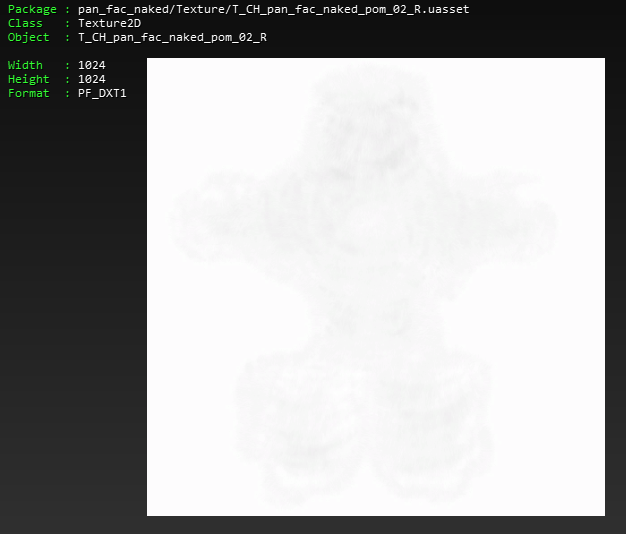 Package : pan_fac_naked/Texture/T_CH_pan_fac_naked_pom_02_R.uasset
Class : Texture2D
Object : T_CH_pan_fac_naked_pom_02_R
Width : 1024
Height : 1024
Format : PF_DXT1